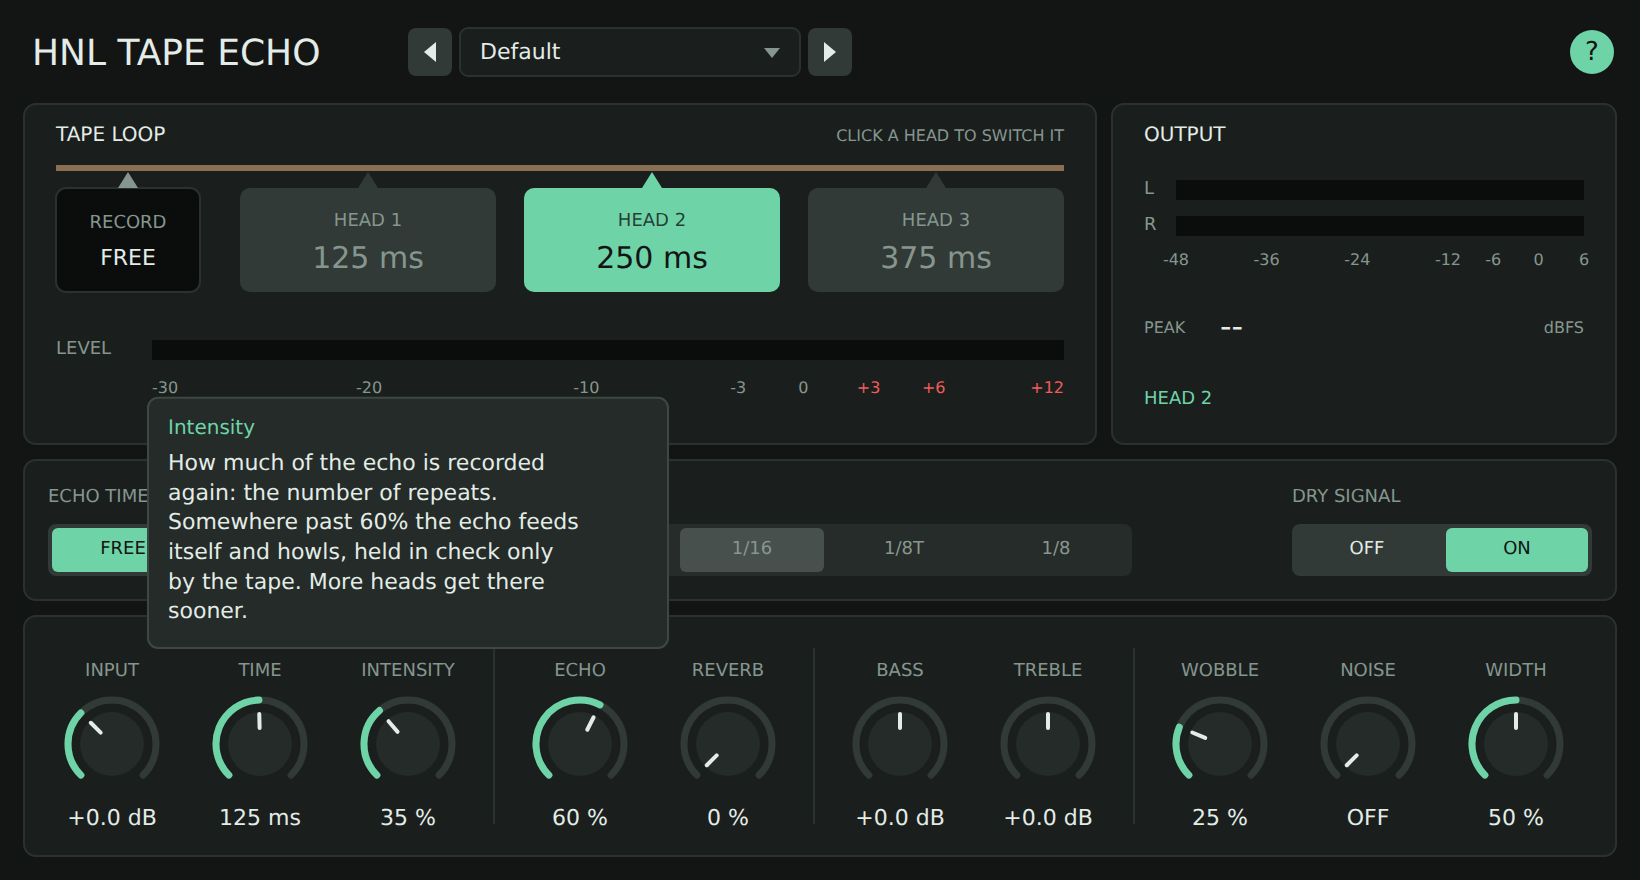 HNL TAPE ECHO
Default
?
TAPE LOOP
CLICK A HEAD TO SWITCH IT
RECORD
FREE
HEAD 1
125 ms
HEAD 2
250 ms
HEAD 3
375 ms
LEVEL
-30 -20 -10 -3 0 +3 +6 +12
OUTPUT
L
R
-48 -36 -24 -12 -6 0 6
PEAK -- dBFS
HEAD 2
Intensity
How much of the echo is recorded
again: the number of repeats.
Somewhere past 60% the echo feeds
itself and howls, held in check only
by the tape. More heads get there
sooner.
ECHO TIME
FREE
1/16
1/8T
1/8
DRY SIGNAL
OFF
ON
INPUT TIME INTENSITY ECHO REVERB BASS TREBLE WOBBLE NOISE WIDTH
+0.0 dB 125 ms 35 % 60 % 0 % +0.0 dB +0.0 dB 25 % OFF 50 %